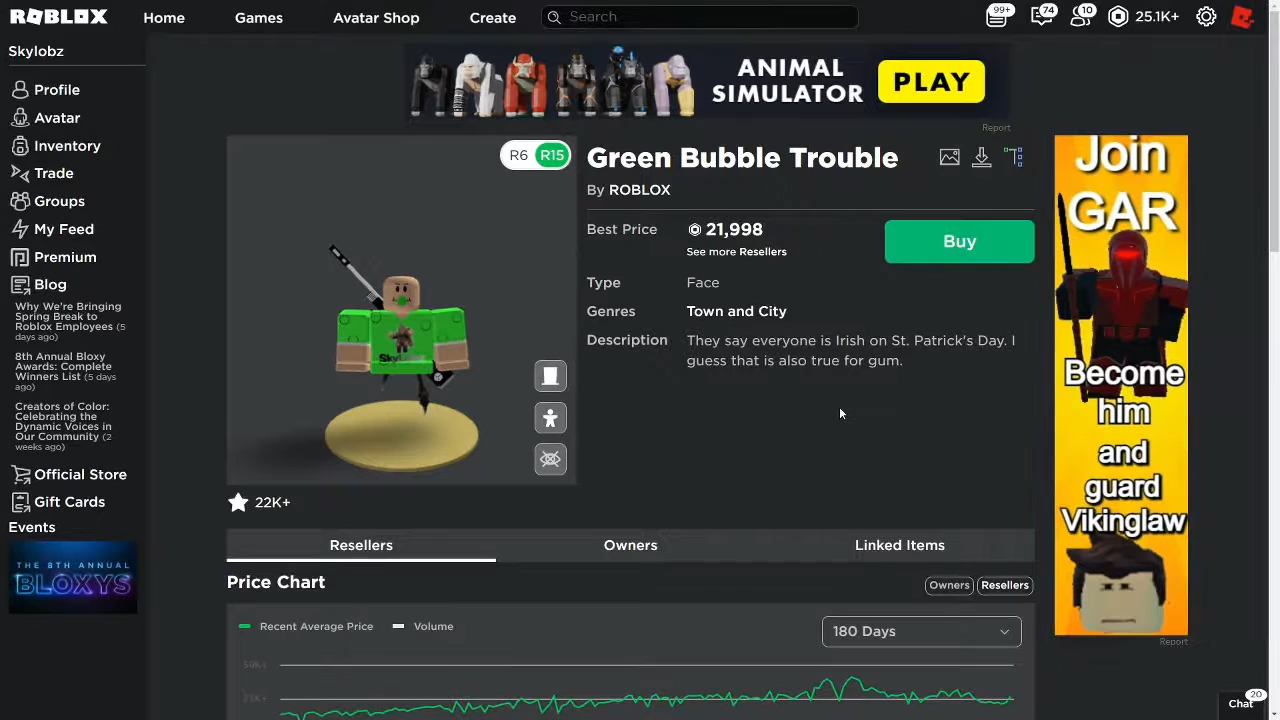 ROBLOX
Home
Games
Avatar Shop
Create
Search
99+
74
10
25.1K+
Skylobz
Profile
Avatar
Inventory
Trade
Groups
My Feed
Premium
Blog
Why We're Bringing
Spring Break to
Roblox Employees (5
days ago)
8th Annual Bloxy
Awards: Complete
Winners List (5 days
ago)
Creators of Color:
Celebrating the
Dynamic Voices in
Our Community (2
weeks ago)
Official Store
Gift Cards
Events
THE 8TH ANNUAL
BLOXYS
ANIMAL
SIMULATOR
PLAY
Report
R6
R15
22K+
Green Bubble Trouble
By ROBLOX
Best Price
21,998
See more Resellers
Buy
Type
Face
Genres
Town and City
Description
They say everyone is Irish on St. Patrick's Day. I
guess that is also true for gum.
Resellers
Owners
Linked Items
Price Chart
Owners
Resellers
Recent Average Price
Volume
180 Days
50K+
25K+
Join
GAR
Become
him
and
guard
Vikinglaw
Report
Chat
20